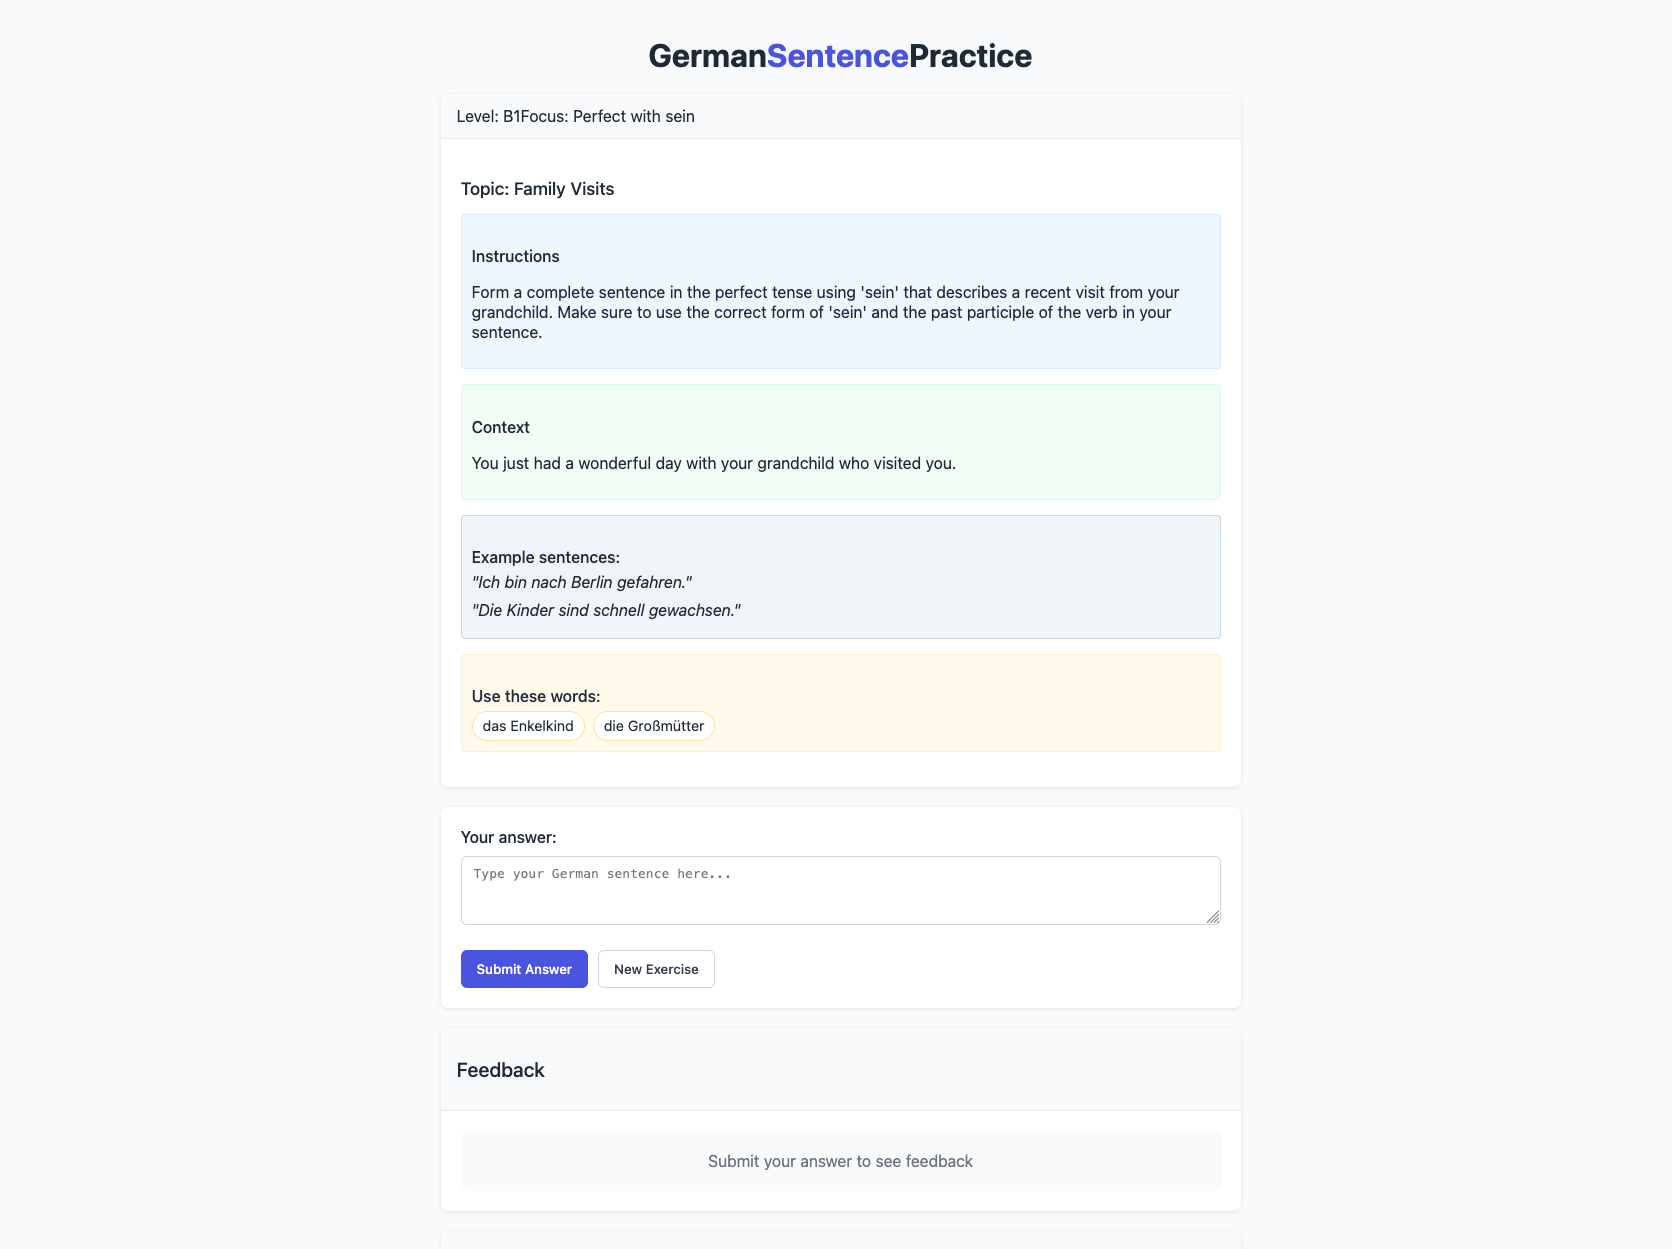 GermanSentencePractice
Level: B1Focus: Perfect with sein
Topic: Family Visits
Instructions
Form a complete sentence in the perfect tense using 'sein' that describes a recent visit from your
grandchild. Make sure to use the correct form of 'sein' and the past participle of the verb in your
sentence.
Context
You just had a wonderful day with your grandchild who visited you.
Example sentences:
"Ich bin nach Berlin gefahren."
"Die Kinder sind schnell gewachsen."
Use these words:
das Enkelkind die Großmütter
Your answer:
Type your German sentence here...
Submit Answer New Exercise
Feedback
Submit your answer to see feedback